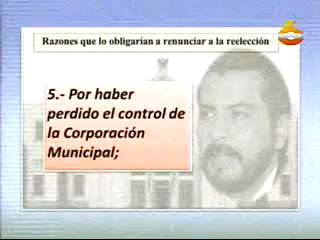 Razones que lo obligarían a renunciar a la reelección
5.- Por haber
perdido el control de
la Corporación
Municipal;